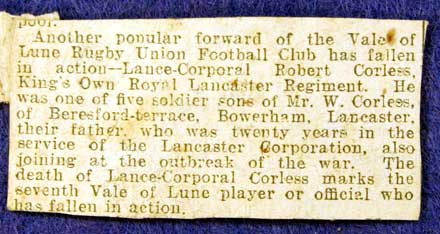 poor.
Another popular forward of the Vale of
Lune Rugby Union Football Club has fallen
in action--Lance-Corporal Robert Corless,
King's Own Royal Lancaster Regiment. He
was one of five soldier sons of Mr. W. Corless,
of Beresford-terrace, Bowerham, Lancaster,
their father, who was twenty years in the
service of the Lancaster Corporation, also
joining at the outbreak of the war. The
death of Lance-Corporal Corless marks the
seventh Vale of Lune player or official who
has fallen in action.